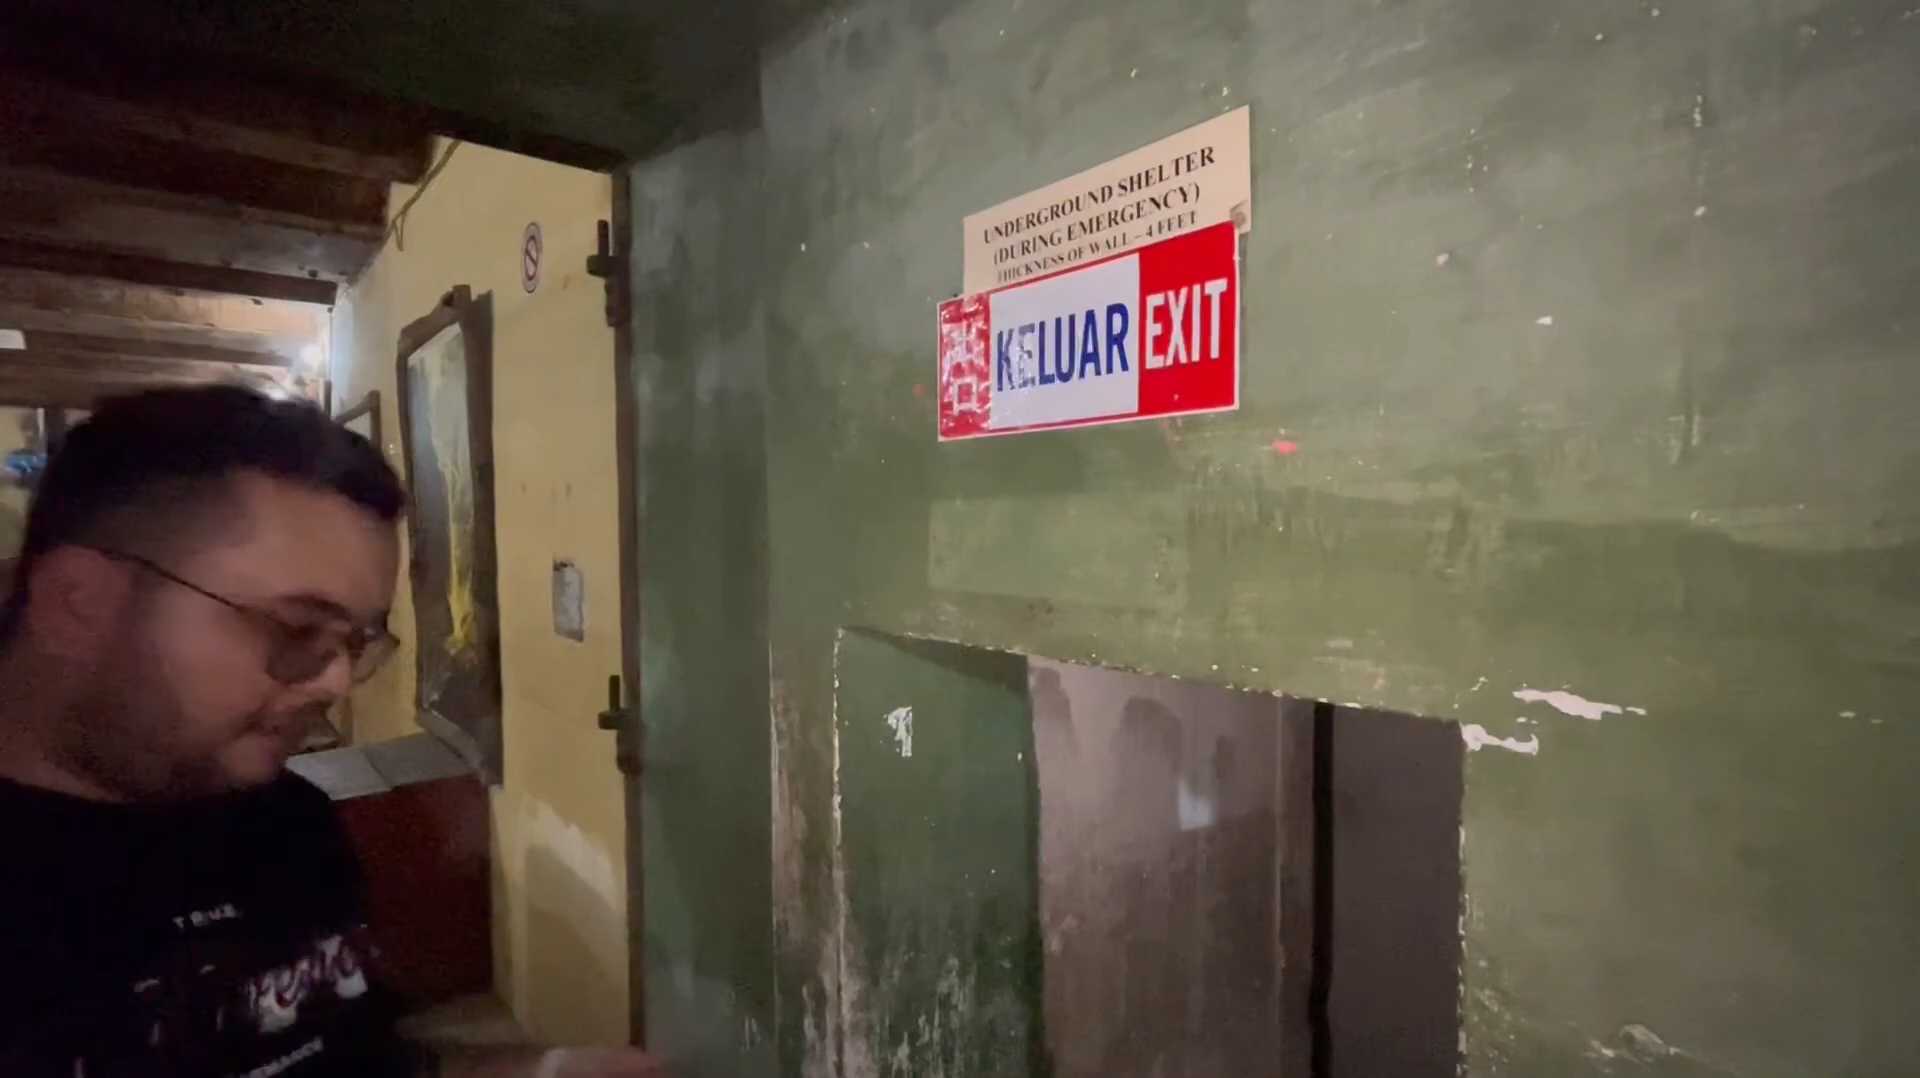 UNDERGROUND SHELTER
(DURING EMERGENCY)
THICKNESS OF WALL - 4 FEET
KELUAR EXIT